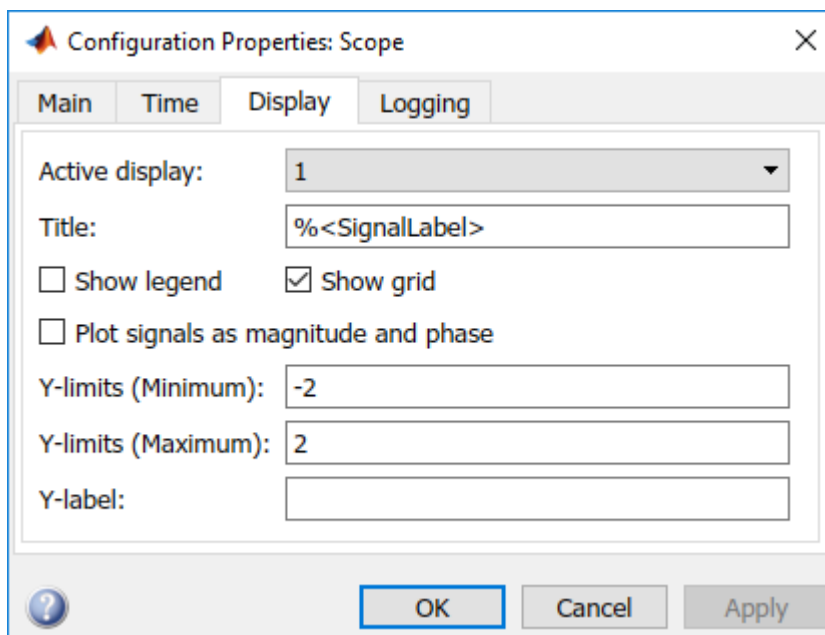 Configuration Properties: Scope
Main Time Display Logging
Active display: 1
Title: %<SignalLabel>
Show legend Show grid
Plot signals as magnitude and phase
Y-limits (Minimum): -2
Y-limits (Maximum): 2
Y-label:
OK Cancel Apply